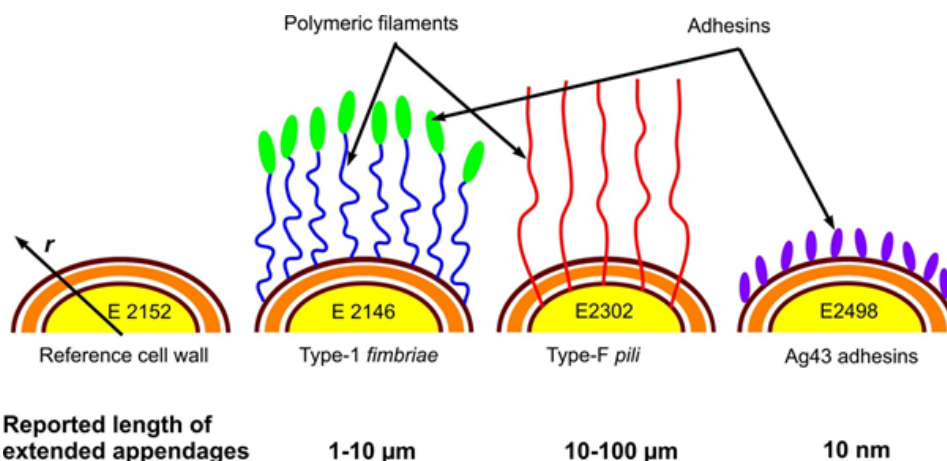 Polymeric filaments
Adhesins
r
E 2152
E 2146
E2302
E2498
Reference cell wall
Type-1 fimbriae
Type-F pili
Ag43 adhesins
Reported length of
extended appendages
1-10 µm
10-100 µm
10 nm